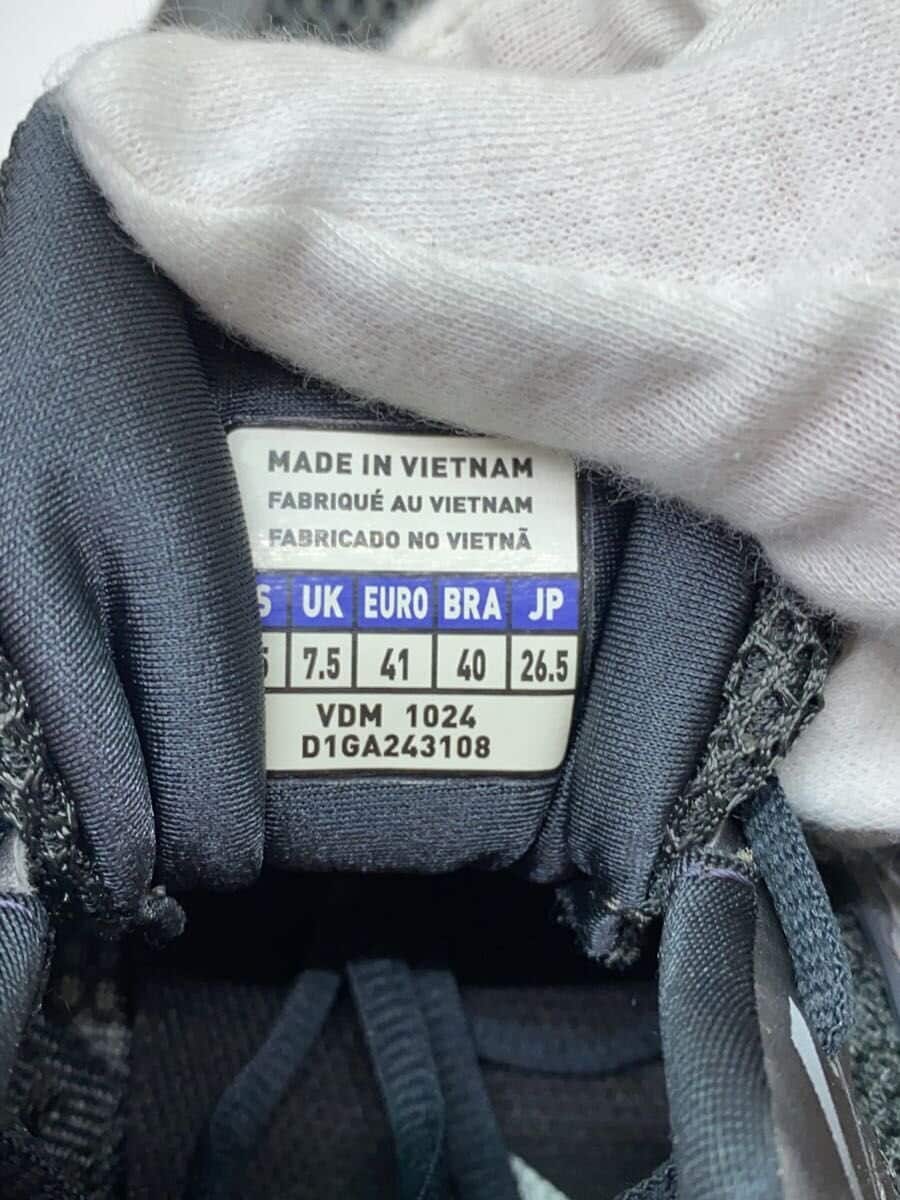 MADE IN VIETNAM
FABRIQUÉ AU VIETNAM
FABRICADO NO VIETNÃ
UK EURO BRA JP
7.5 41 40 26.5
VDM 1024
D1GA243108